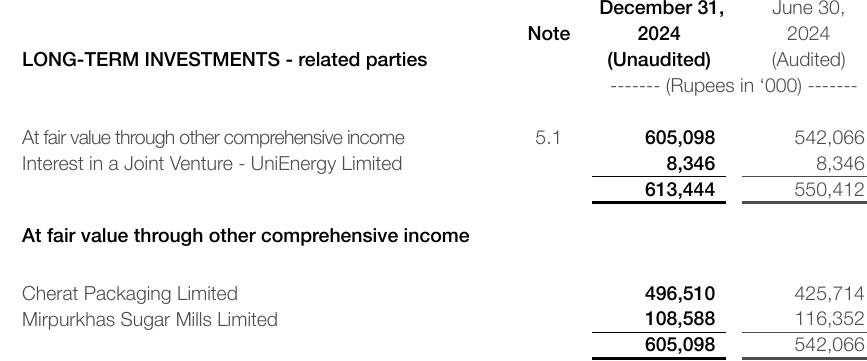 December 31, June 30,
Note 2024 2024
LONG-TERM INVESTMENTS - related parties (Unaudited) (Audited)
------- (Rupees in ‘000) -------
At fair value through other comprehensive income 5.1 605,098 542,066
Interest in a Joint Venture - UniEnergy Limited 8,346 8,346
613,444 550,412
At fair value through other comprehensive income
Cherat Packaging Limited 496,510 425,714
Mirpurkhas Sugar Mills Limited 108,588 116,352
605,098 542,066